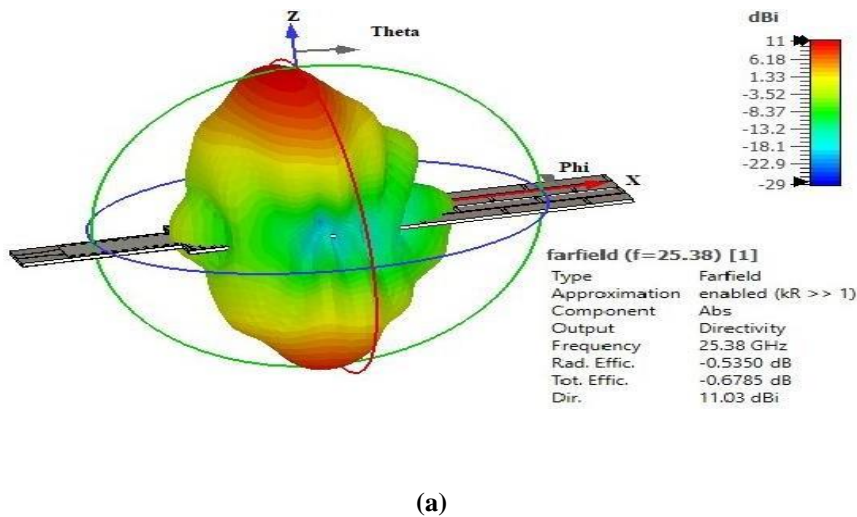 Z
Theta
Phi
X
dBi
11
6.18
1.33
-3.52
-8.37
-13.2
-18.1
-22.9
-29
farfield (f=25.38) [1]
Type Farfield
Approximation enabled (kR >> 1)
Component Abs
Output Directivity
Frequency 25.38 GHz
Rad. Effic. -0.5350 dB
Tot. Effic. -0.6785 dB
Dir. 11.03 dBi
(a)